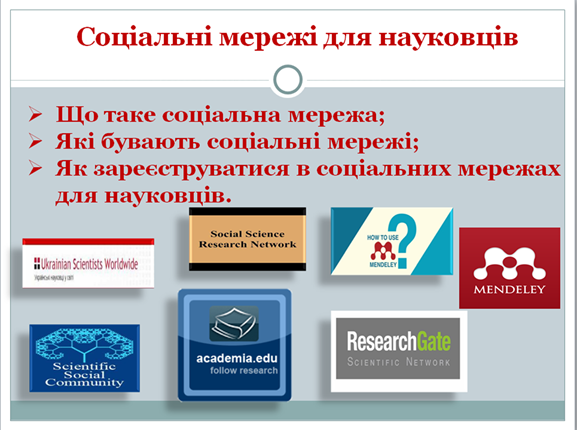 Соціальні мережі для науковців
Що таке соціальна мережа;
Які бувають соціальні мережі;
Як зареєструватися в соціальних мережах
для науковців.
Social Science
Research Network
HOW TO USE
MENDELEY
?
Ukrainian Scientists Worldwide
Українські науковці у світі
MENDELEY
Scientific
Social
Community
academia.edu
follow research
ResearchGate
SCIENTIFIC NETWORK